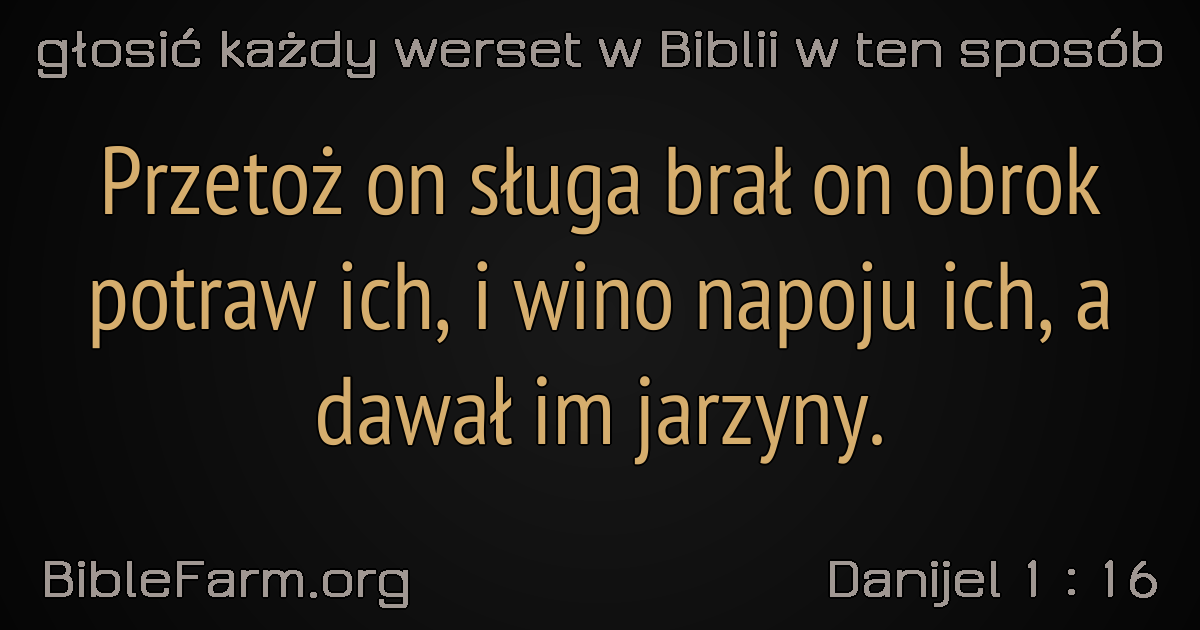 głosić każdy werset w Biblii w ten sposób
Przetoż on sługa brał on obrok
potraw ich, i wino napoju ich, a
dawał im jarzyny.
BibleFarm.org
Danijel 1 : 16